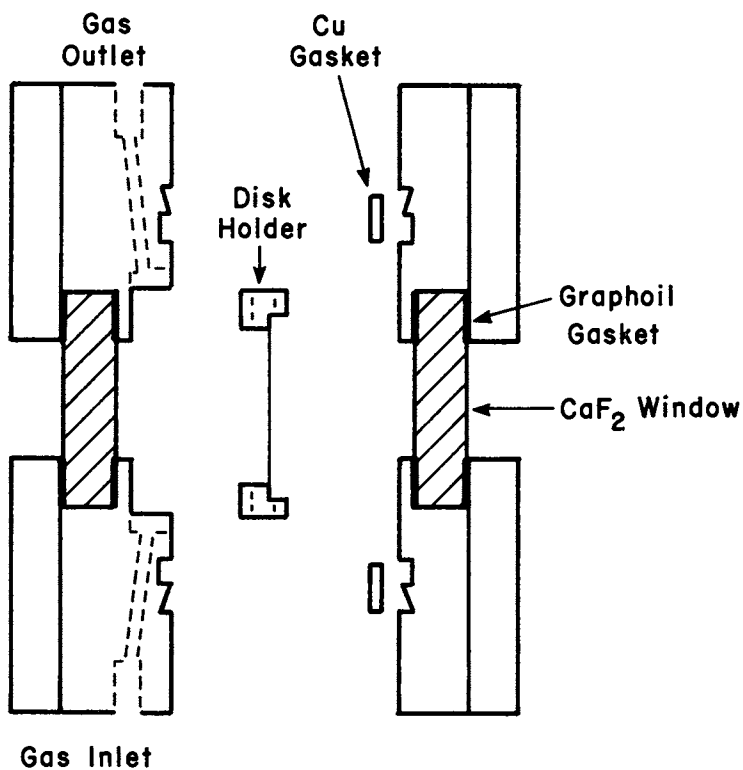 Gas
Outlet
Cu
Gasket
Disk
Holder
Graphoil
Gasket
CaF2 Window
Gas Inlet